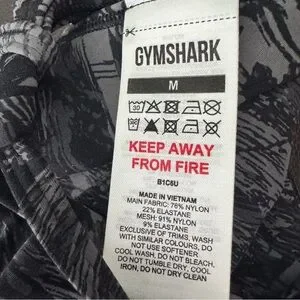 GYMSHARK
M
30
KEEP AWAY
FROM FIRE
B1C6U
MADE IN VIETNAM
MAIN FABRIC: 78% NYLON
22% ELASTANE
MESH: 91% NYLON
9% ELASTANE
EXCLUSIVE OF TRIMS, WASH
WITH SIMILAR COLOURS, DO
NOT USE SOFTENER
COOL WASH, DO NOT BLEACH,
DO NOT TUMBLE DRY, COOL
IRON, DO NOT DRY CLEAN